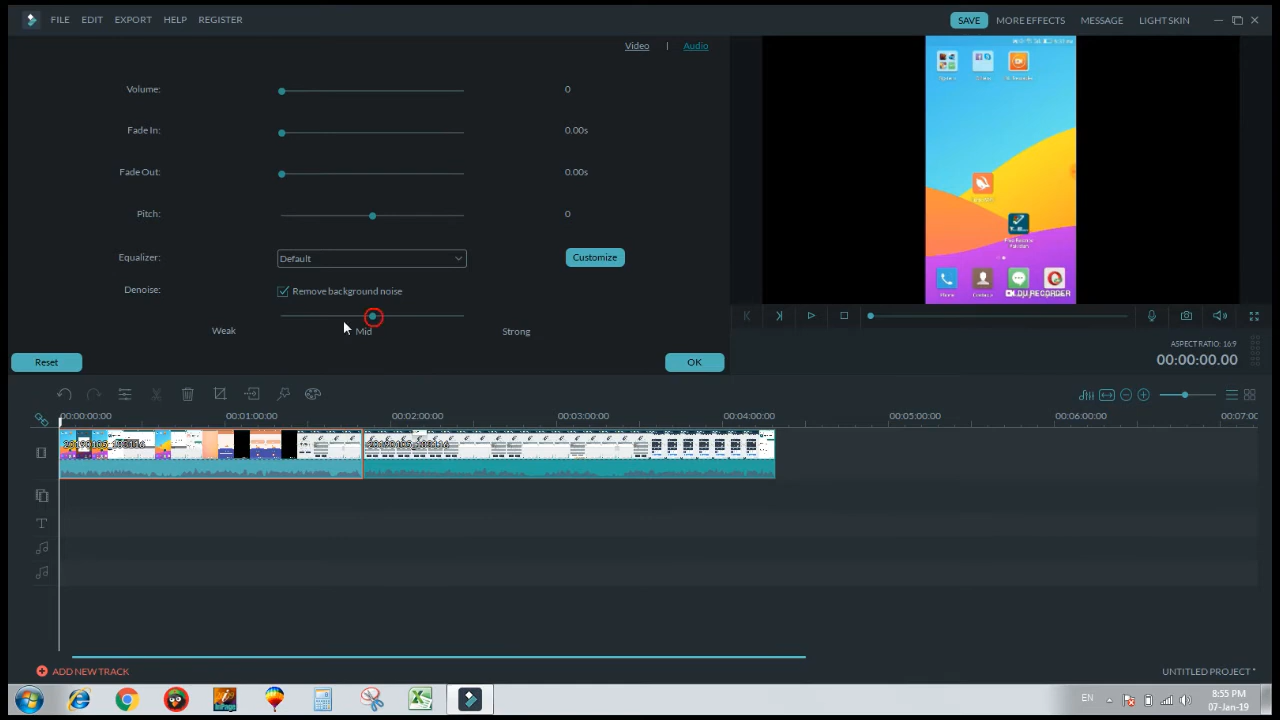 FILE EDIT EXPORT HELP REGISTER
SAVE MORE EFFECTS MESSAGE LIGHT SKIN
Video | Audio
Volume: 0
Fade In: 0.00s
Fade Out: 0.00s
Pitch: 0
Equalizer: Default Customize
Denoise: Remove background noise
Weak Mid Strong
Reset OK
DU RECORDER
ASPECT RATIO: 16:9
00:00:00.00
00:00:00:00 00:01:00:00 00:02:00:00 00:03:00:00 00:04:00:00 00:05:00:00 00:06:00:00
ADD NEW TRACK
UNTITLED PROJECT *
EN
8:55 PM
07-Jan-19